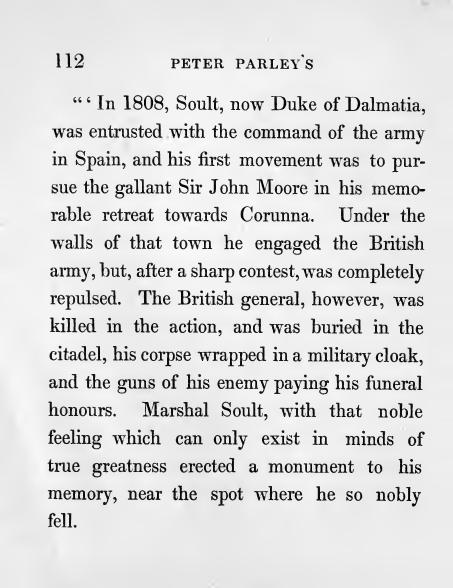 112 PETER PARLEY'S
“‘ In 1808, Soult, now Duke of Dalmatia,
was entrusted with the command of the army
in Spain, and his first movement was to pur-
sue the gallant Sir John Moore in his memo-
rable retreat towards Corunna. Under the
walls of that town he engaged the British
army, but, after a sharp contest, was completely
repulsed. The British general, however, was
killed in the action, and was buried in the
citadel, his corpse wrapped in a military cloak,
and the guns of his enemy paying his funeral
honours. Marshal Soult, with that noble
feeling which can only exist in minds of
true greatness erected a monument to his
memory, near the spot where he so nobly
fell.